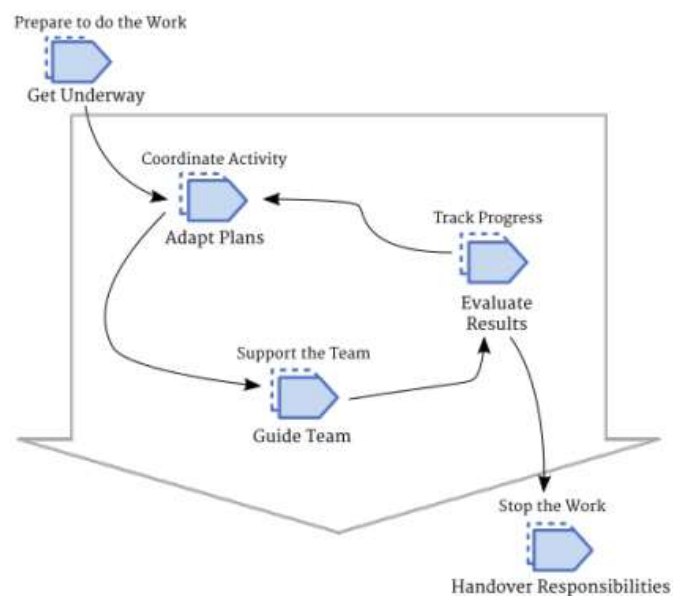 Prepare to do the Work
Get Underway
Coordinate Activity
Adapt Plans
Track Progress
Evaluate
Results
Support the Team
Guide Team
Stop the Work
Handover Responsibilities